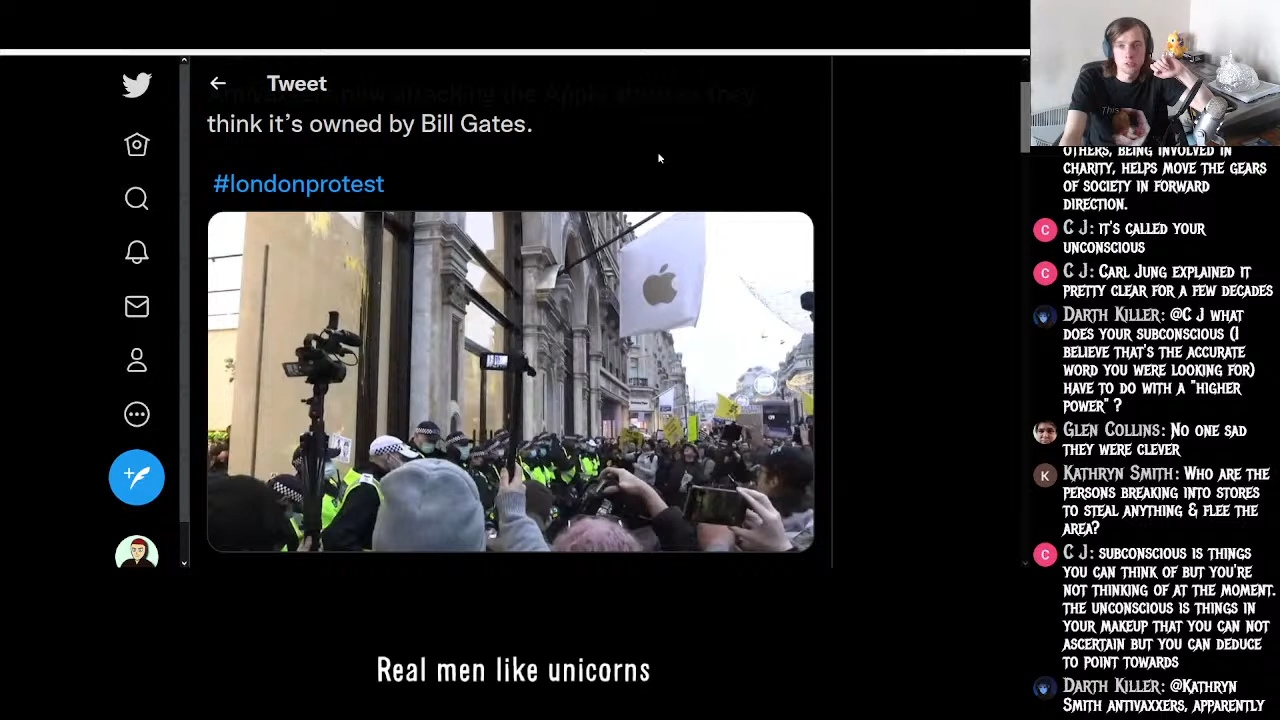 Tweet
think it's owned by Bill Gates.
#londonprotest
Real men like unicorns
This
OTHERS, BEING INVOLVED IN
CHARITY, HELPS MOVE THE GEARS
OF SOCIETY IN FORWARD
DIRECTION.
C J: IT'S CALLED YOUR
UNCONSCIOUS
C J: CARL JUNG EXPLAINED IT
PRETTY CLEAR FOR A FEW DECADES
DARTH KILLER: @C J WHAT
DOES YOUR SUBCONSCIOUS (I
BELIEVE THAT'S THE ACCURATE
WORD YOU WERE LOOKING FOR)
HAVE TO DO WITH A "HIGHER
POWER" ?
GLEN COLLINS: NO ONE SAD
THEY WERE CLEVER
KATHRYN SMITH: WHO ARE THE
PERSONS BREAKING INTO STORES
TO STEAL ANYTHING & FLEE THE
AREA?
C J: SUBCONSCIOUS IS THINGS
YOU CAN THINK OF BUT YOU'RE
NOT THINKING OF AT THE MOMENT.
THE UNCONSCIOUS IS THINGS IN
YOUR MAKEUP THAT YOU CAN NOT
ASCERTAIN BUT YOU CAN DEDUCE
TO POINT TOWARDS
DARTH KILLER: @KATHRYN
SMITH ANTIVAXXERS, APPARENTLY